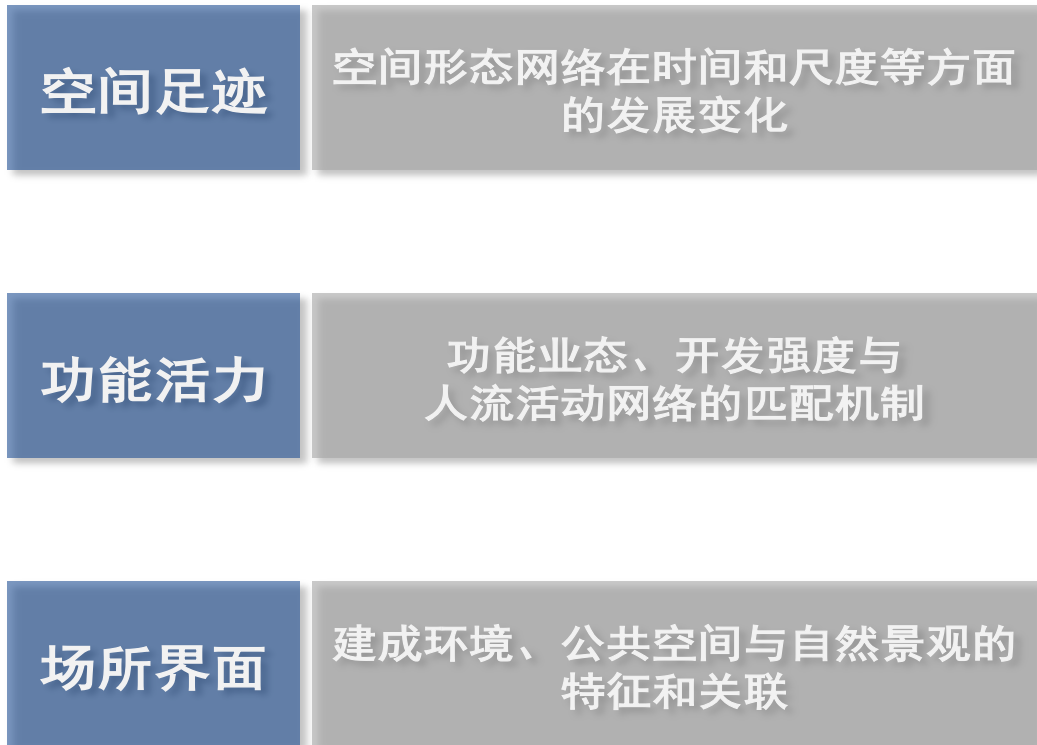 空间足迹
空间形态网络在时间和尺度等方面
的发展变化
功能活力
功能业态、开发强度与
人流活动网络的匹配机制
场所界面
建成环境、公共空间与自然景观的
特征和关联